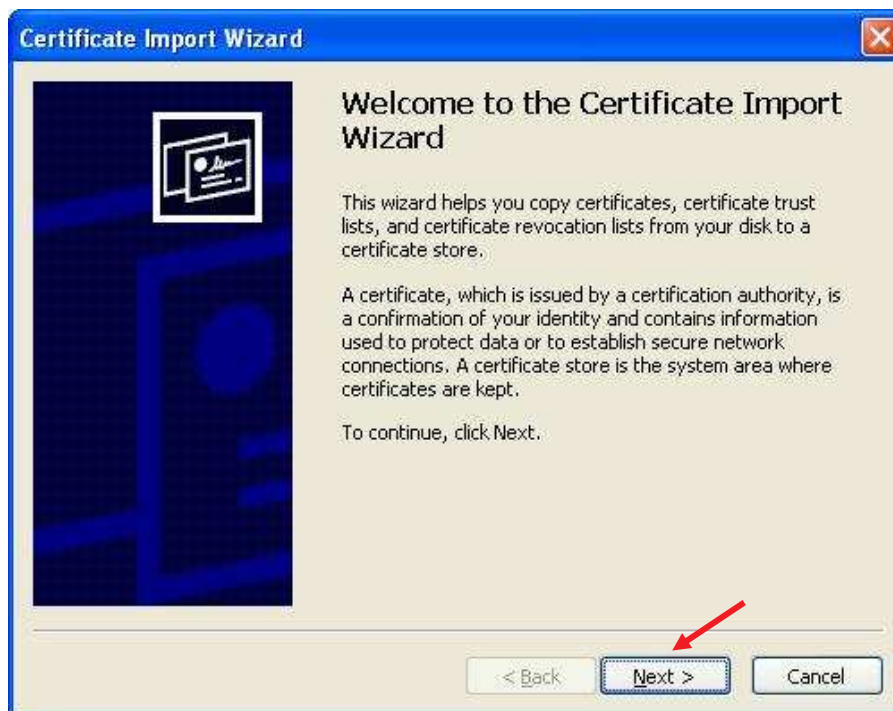 Certificate Import Wizard
Welcome to the Certificate Import
Wizard
This wizard helps you copy certificates, certificate trust
lists, and certificate revocation lists from your disk to a
certificate store.
A certificate, which is issued by a certification authority, is
a confirmation of your identity and contains information
used to protect data or to establish secure network
connections. A certificate store is the system area where
certificates are kept.
To continue, click Next.
< Back
Next >
Cancel